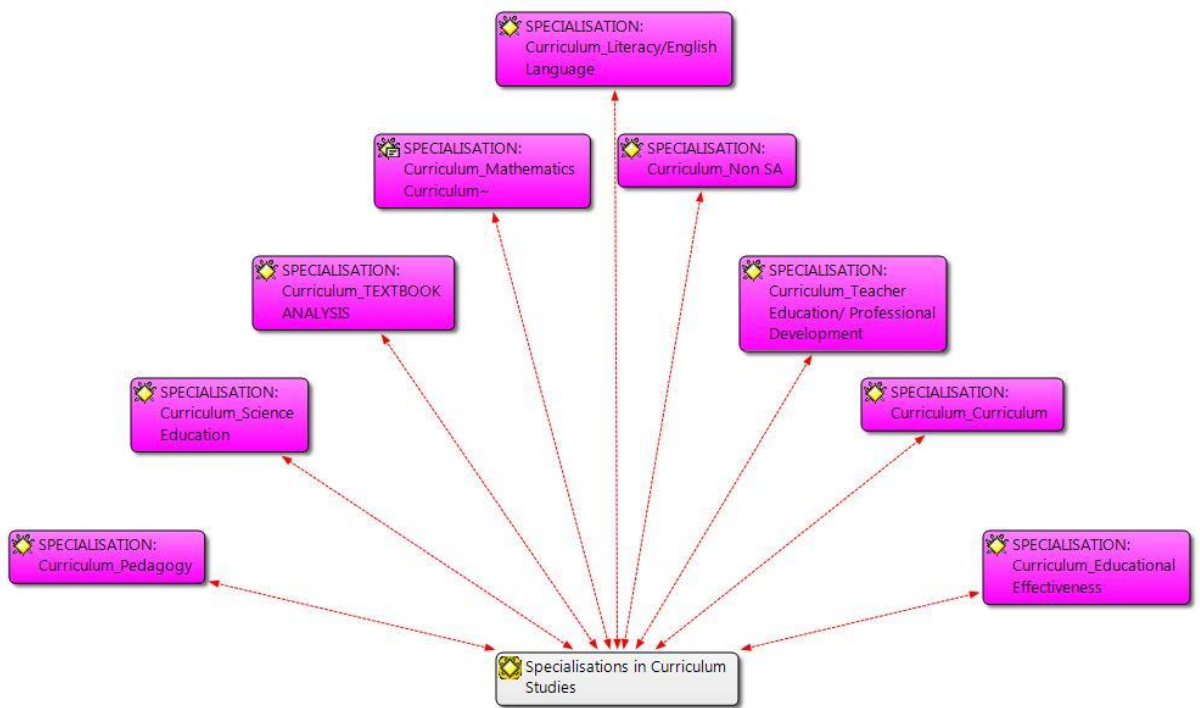 SPECIALISATION:
Curriculum_Literacy/English
Language
SPECIALISATION:
Curriculum_Mathematics
Curriculum~
SPECIALISATION:
Curriculum_Non SA
SPECIALISATION:
Curriculum_TEXTBOOK
ANALYSIS
SPECIALISATION:
Curriculum_Teacher
Education/ Professional
Development
SPECIALISATION:
Curriculum_Science
Education
SPECIALISATION:
Curriculum_Curriculum
SPECIALISATION:
Curriculum_Pedagogy
SPECIALISATION:
Curriculum_Educational
Effectiveness
Specialisations in Curriculum
Studies